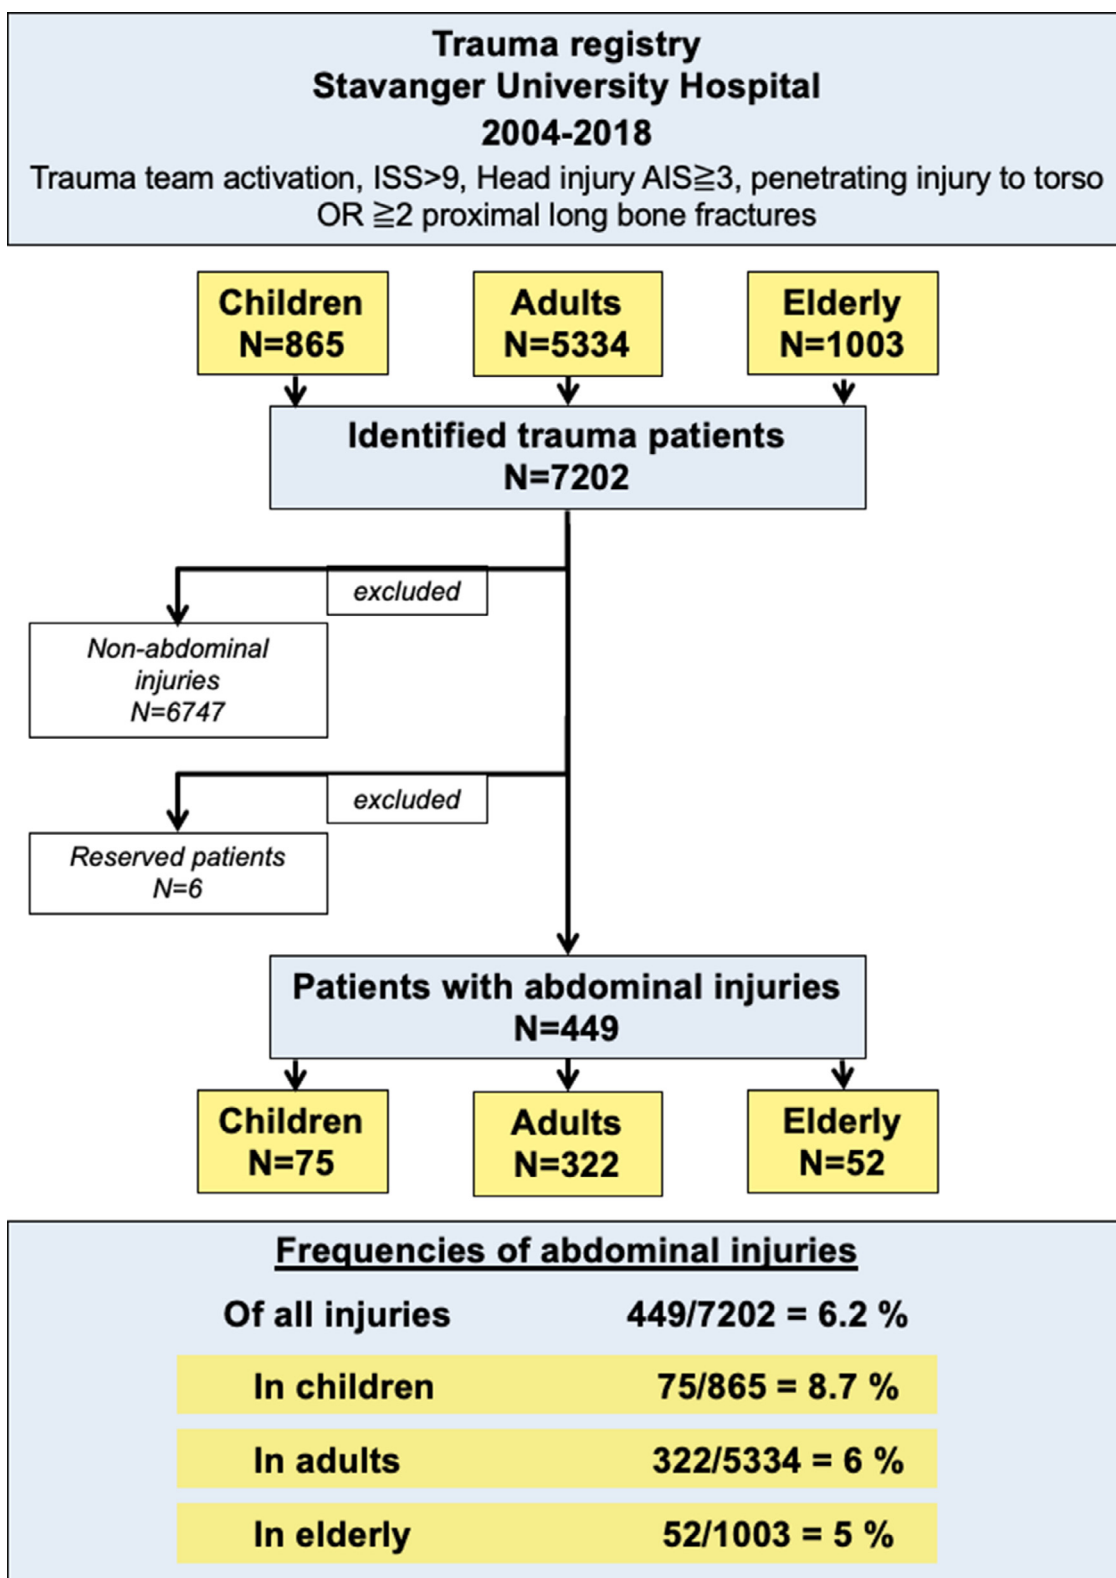 Trauma registry
Stavanger University Hospital
2004-2018
Trauma team activation, ISS>9, Head injury AIS≧3, penetrating injury to torso
OR ≧2 proximal long bone fractures
Children
N=865
Adults
N=5334
Elderly
N=1003
Identified trauma patients
N=7202
excluded
Non-abdominal
injuries
N=6747
excluded
Reserved patients
N=6
Patients with abdominal injuries
N=449
Children
N=75
Adults
N=322
Elderly
N=52
Frequencies of abdominal injuries
Of all injuries 449/7202 = 6.2 %
In children 75/865 = 8.7 %
In adults 322/5334 = 6 %
In elderly 52/1003 = 5 %